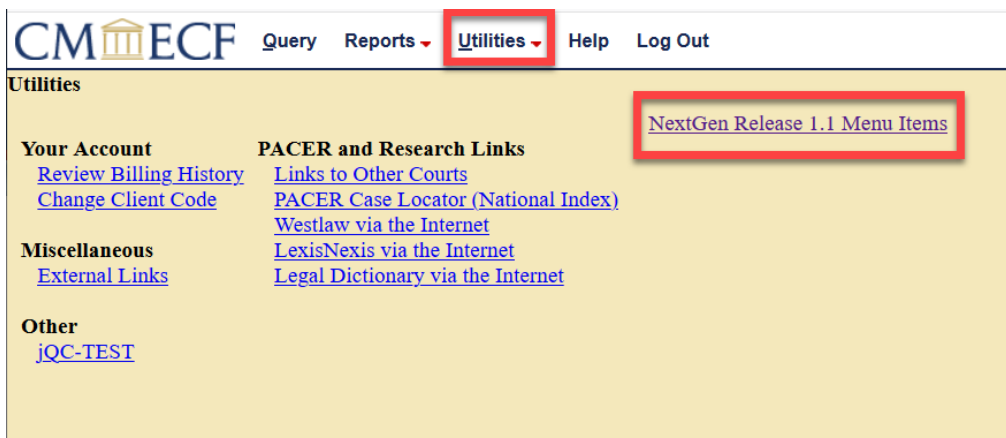 CM ECF Query Reports Utilities Help Log Out
Utilities
NextGen Release 1.1 Menu Items
Your Account
Review Billing History
Change Client Code
Miscellaneous
External Links
Other
jQC-TEST
PACER and Research Links
Links to Other Courts
PACER Case Locator (National Index)
Westlaw via the Internet
LexisNexis via the Internet
Legal Dictionary via the Internet